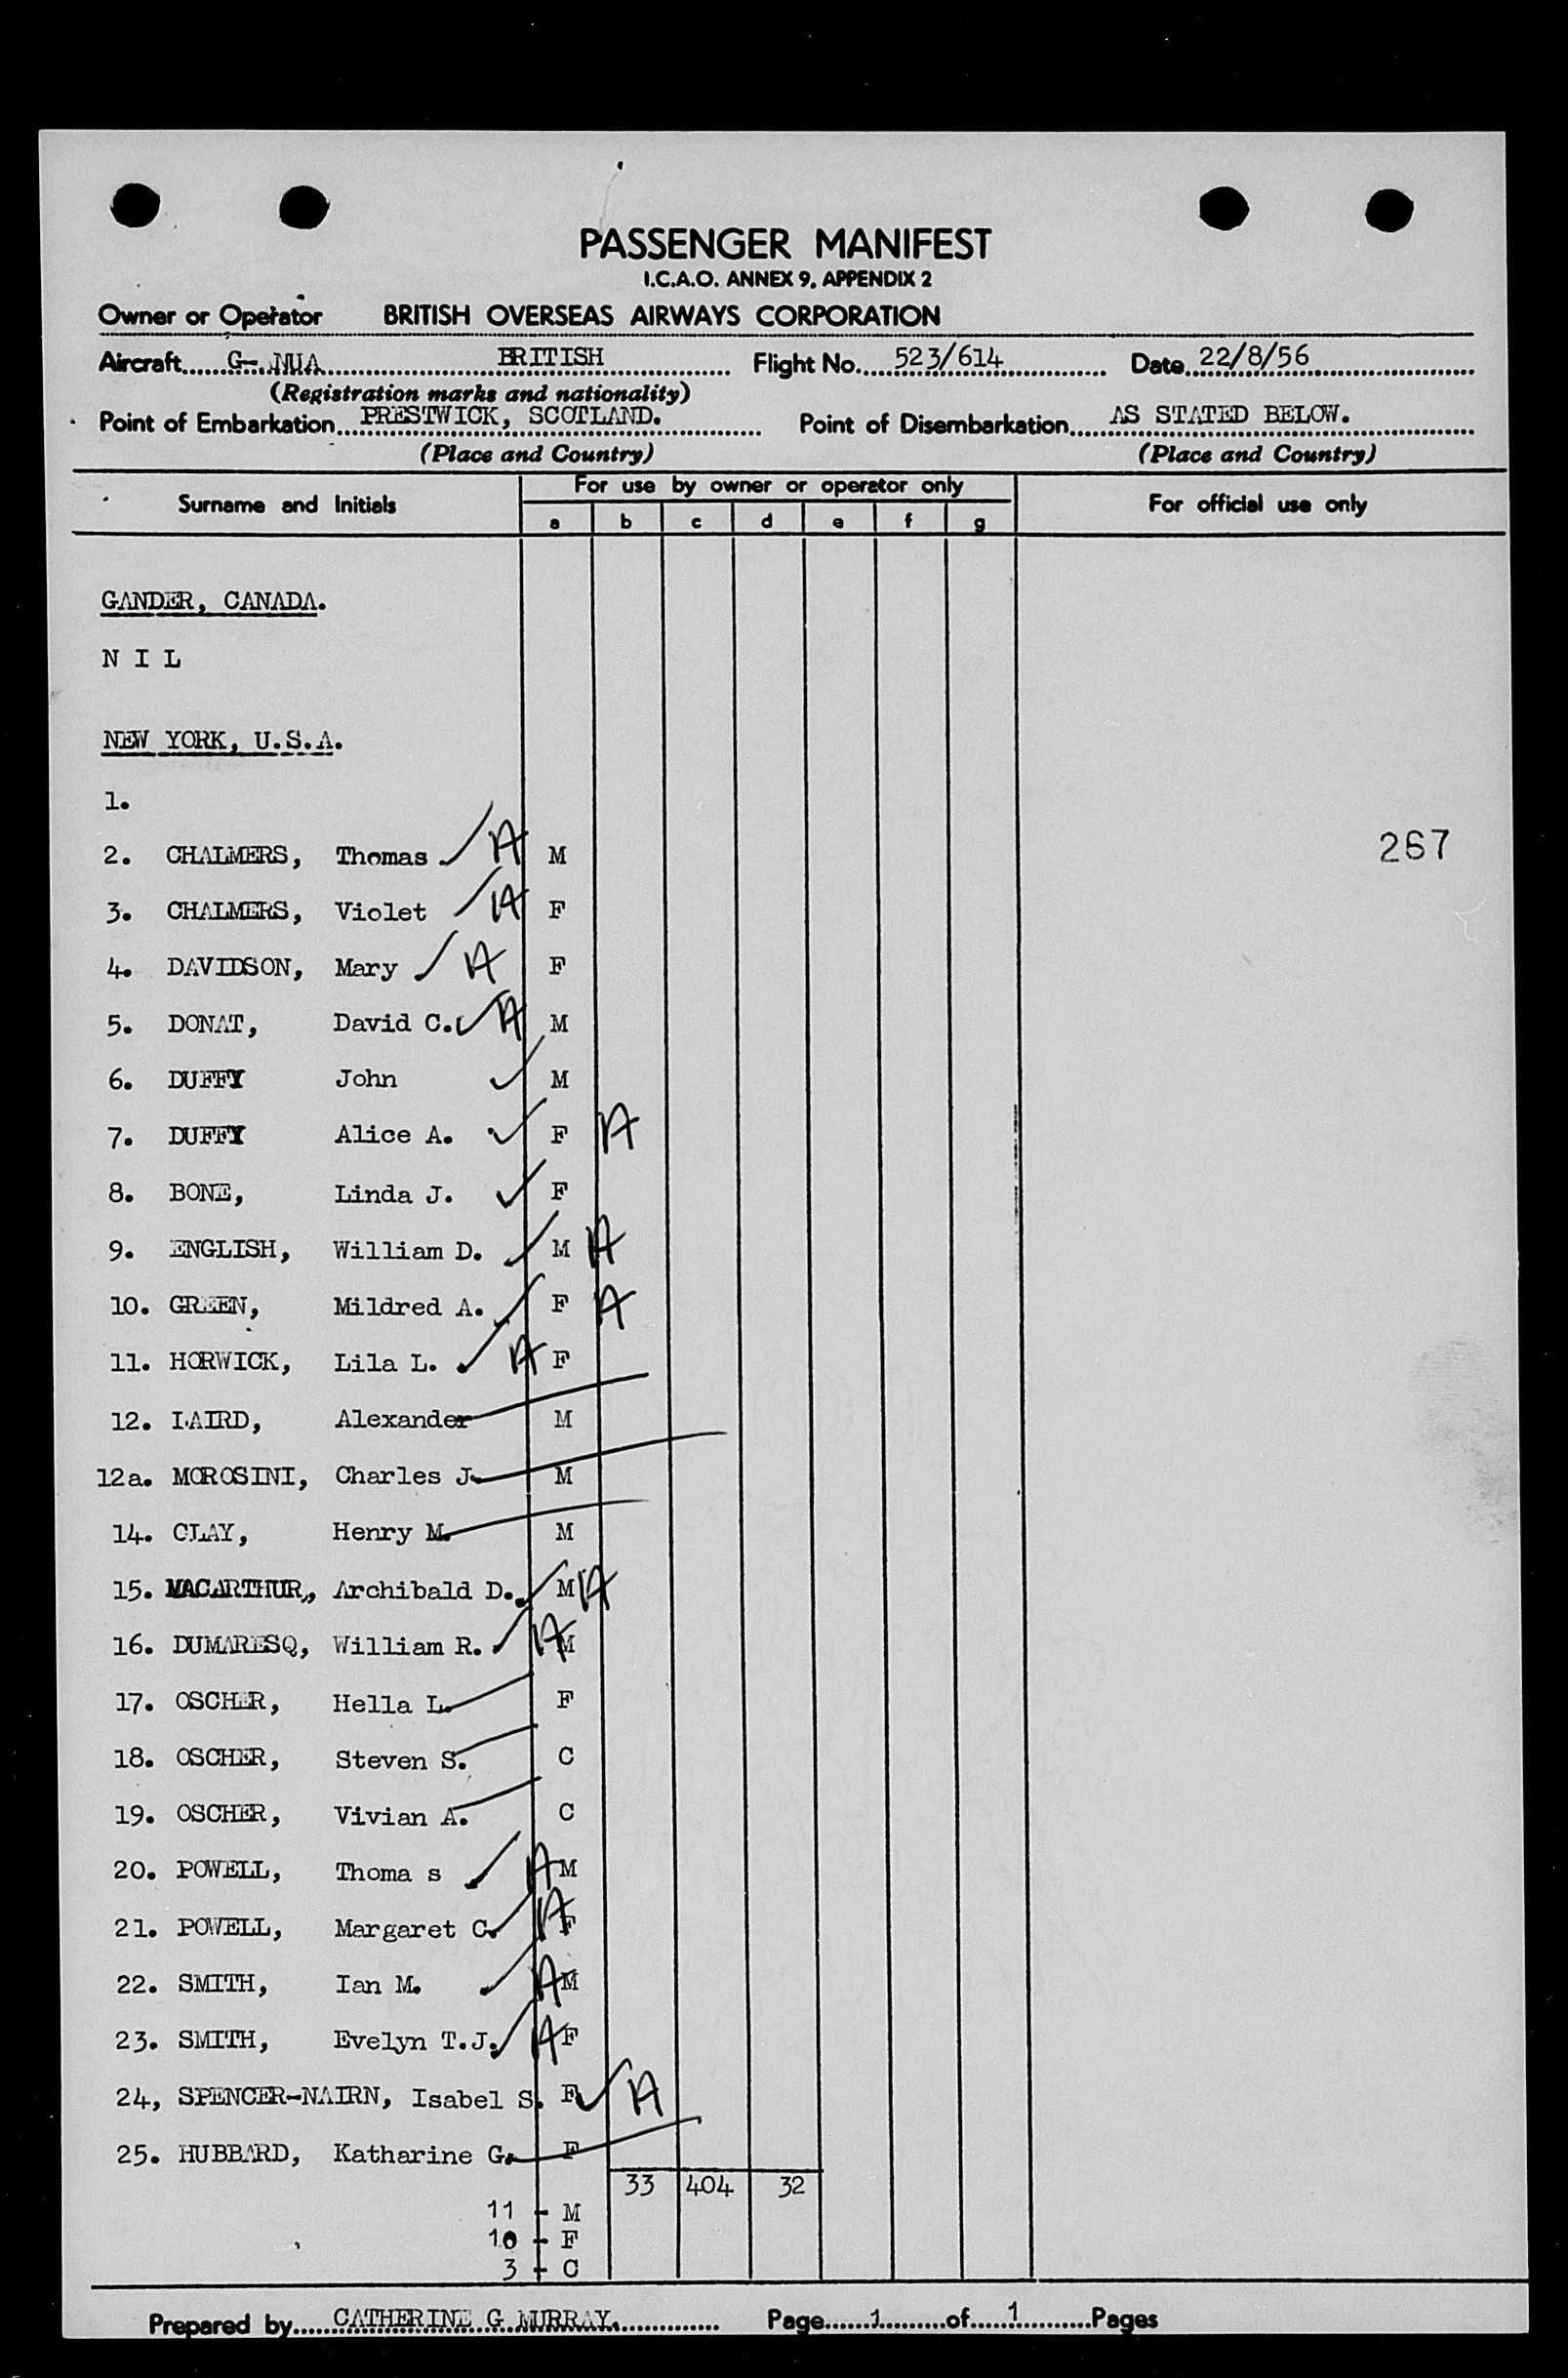 PASSENGER MANIFEST
I.C.A.O. ANNEX 9, APPENDIX 2
Owner or Operator BRITISH OVERSEAS AIRWAYS CORPORATION
Aircraft G-.NUA BRITISH Flight No. 523/614 Date 22/8/56
(Registration marks and nationality)
Point of Embarkation PRESTWICK, SCOTLAND. Point of Disembarkation AS STATED BELOW.
(Place and Country) (Place and Country)
Surname and Initials For use by owner or operator only For official use only
a b c d e f g
GANDER, CANADA.
N I L
NEW YORK, U.S.A.
1.
2. CHALMERS, Thomas A M 267
3. CHALMERS, Violet A F
4. DAVIDSON, Mary A F
5. DONAT, David C. A M
6. DUFFY John M
7. DUFFY Alice A. F A
8. BONE, Linda J. F
9. ENGLISH, William D. M A
10. GREEN, Mildred A. F A
11. HORWICK, Lila L. A F
12. LAIRD, Alexander M
12a. MOROSINI, Charles J. M
14. CLAY, Henry M. M
15. MACARTHUR,, Archibald D. M A
16. DUMARESQ, William R. A M
17. OSCHER, Hella L. F
18. OSCHER, Steven S. C
19. OSCHER, Vivian A. C
20. POWELL, Thoma s A M
21. POWELL, Margaret C. A F
22. SMITH, Ian M. A M
23. SMITH, Evelyn T.J. A F
24, SPENCER-NAIRN, Isabel S. F A
25. HUBBARD, Katharine G. F
33 404 32
11 - M
10 - F
3 - C
Prepared by CATHERINE G MURRAY. Page 1 of 1 Pages